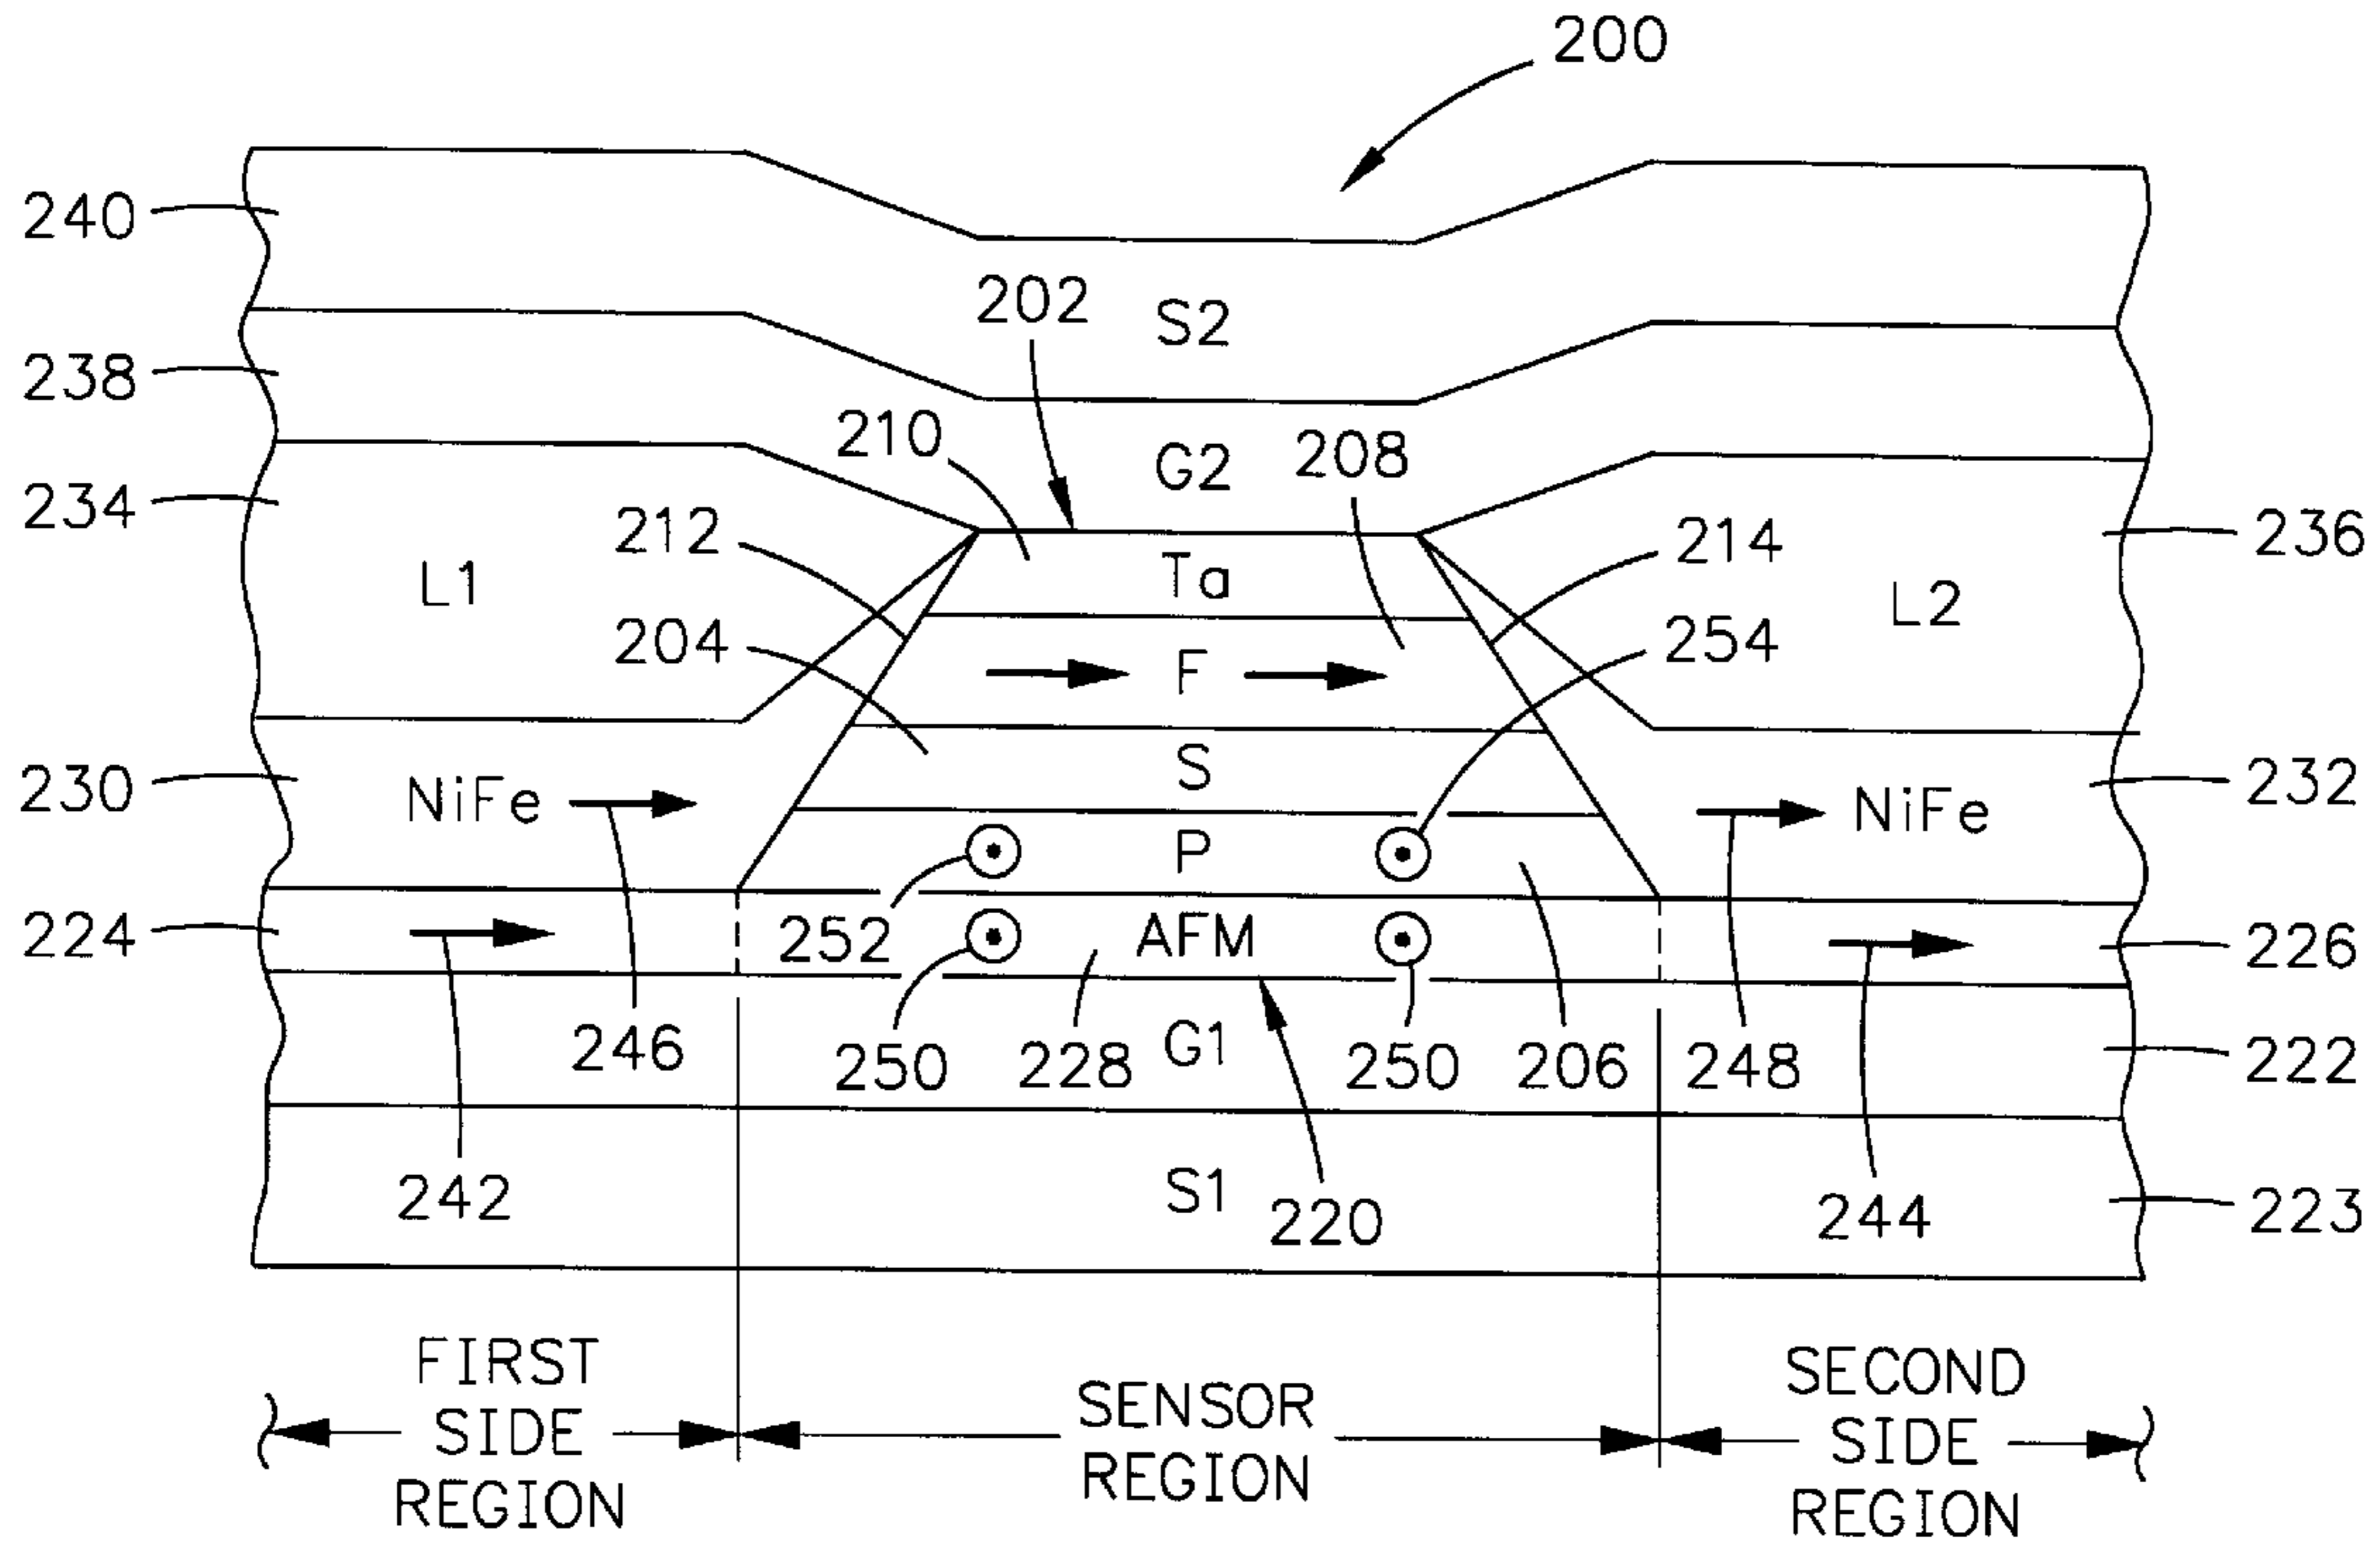 200
240
202
S2
238
210
G2
208
234
212
214
236
L1
Ta
L2
204
F
254
S
230
NiFe
NiFe
232
P
224
252
AFM
226
246
250
228
G1
250
206
248
222
242
S1
220
244
223
FIRST
SIDE
REGION
SENSOR
REGION
SECOND
SIDE
REGION